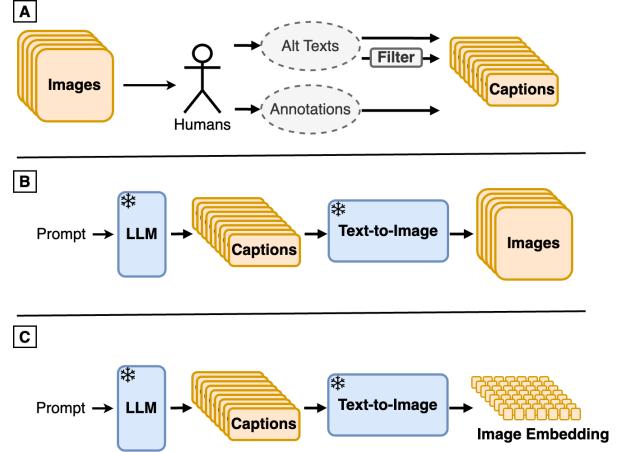 A
Images
Humans
Alt Texts
Filter
Annotations
Captions
B
Prompt
LLM
Captions
Text-to-Image
Images
C
Prompt
LLM
Captions
Text-to-Image
Image Embedding